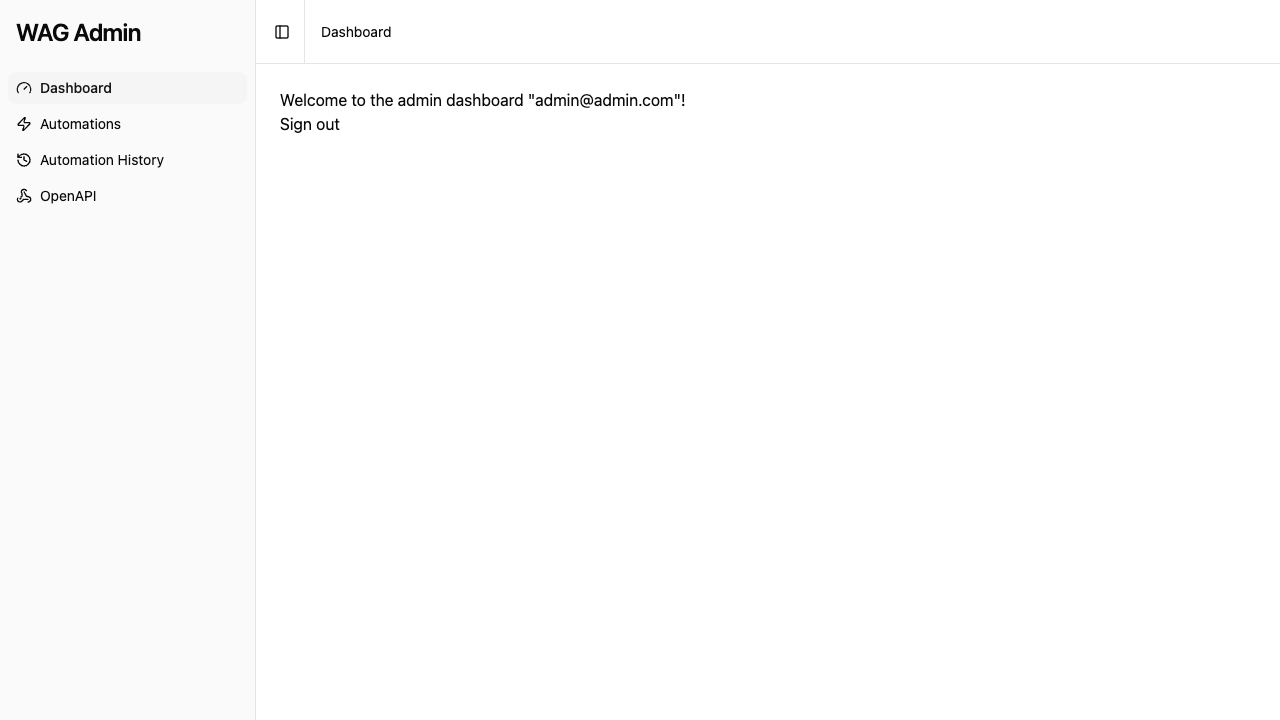 WAG Admin
Dashboard
Automations
Automation History
OpenAPI
Dashboard
Welcome to the admin dashboard "admin@admin.com"!
Sign out